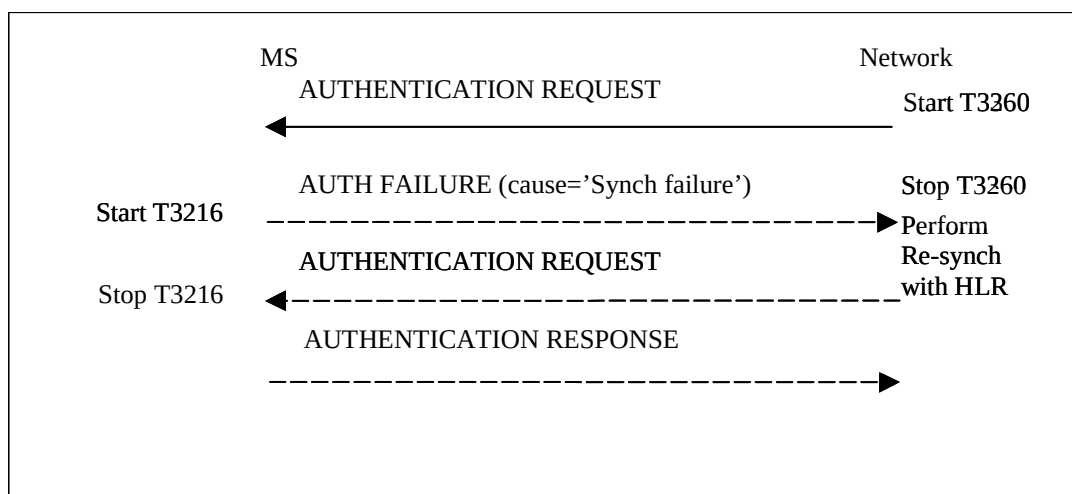 MS
Network
AUTHENTICATION REQUEST
Start T3260
AUTH FAILURE (cause='Synch failure')
Stop T3260
Start T3216
Perform
Re-synch
with HLR
AUTHENTICATION REQUEST
Stop T3216
AUTHENTICATION RESPONSE